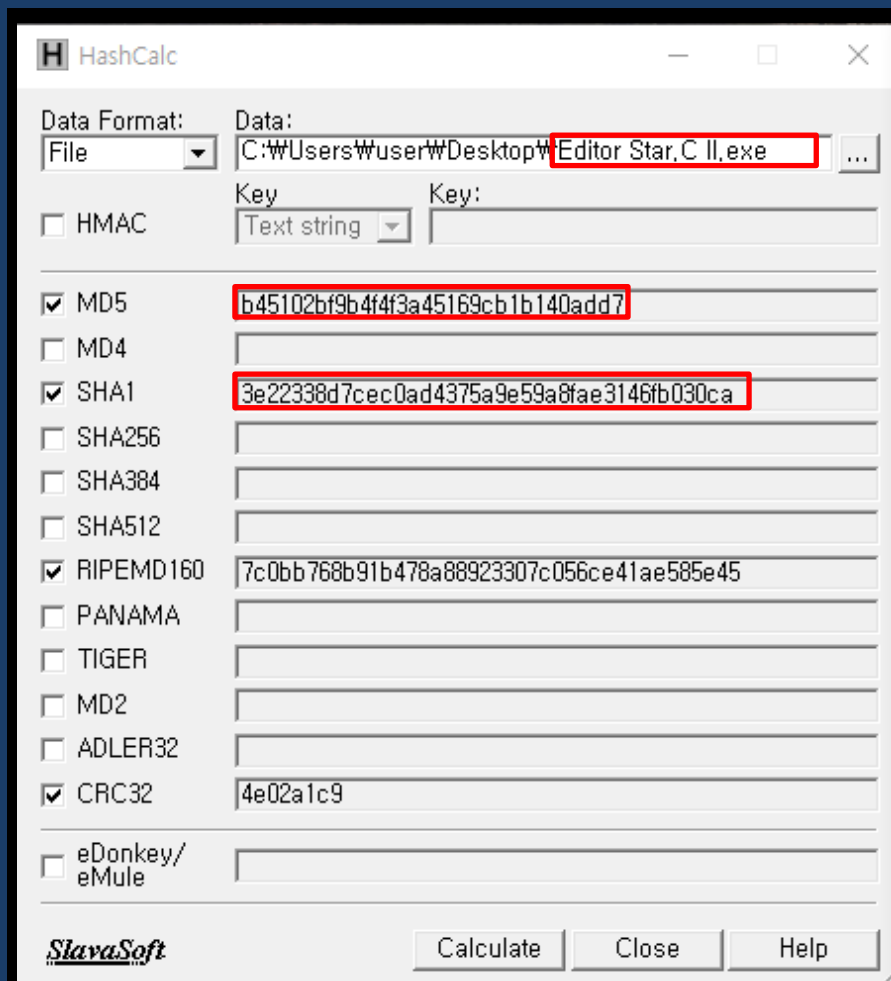 HashCalc
Data Format: Data:
File C:₩Users₩user₩Desktop₩Editor Star,C II,exe ...
Key Key:
HMAC Text string
MD5 b45102bf9b4f4f3a45169cb1b140add7
MD4
SHA1 3e22338d7cec0ad4375a9e59a8fae3146fb030ca
SHA256
SHA384
SHA512
RIPEMD160 7c0bb768b91b478a88923307c056ce41ae585e45
PANAMA
TIGER
MD2
ADLER32
CRC32 4e02a1c9
eDonkey/
eMule
SlavaSoft Calculate Close Help